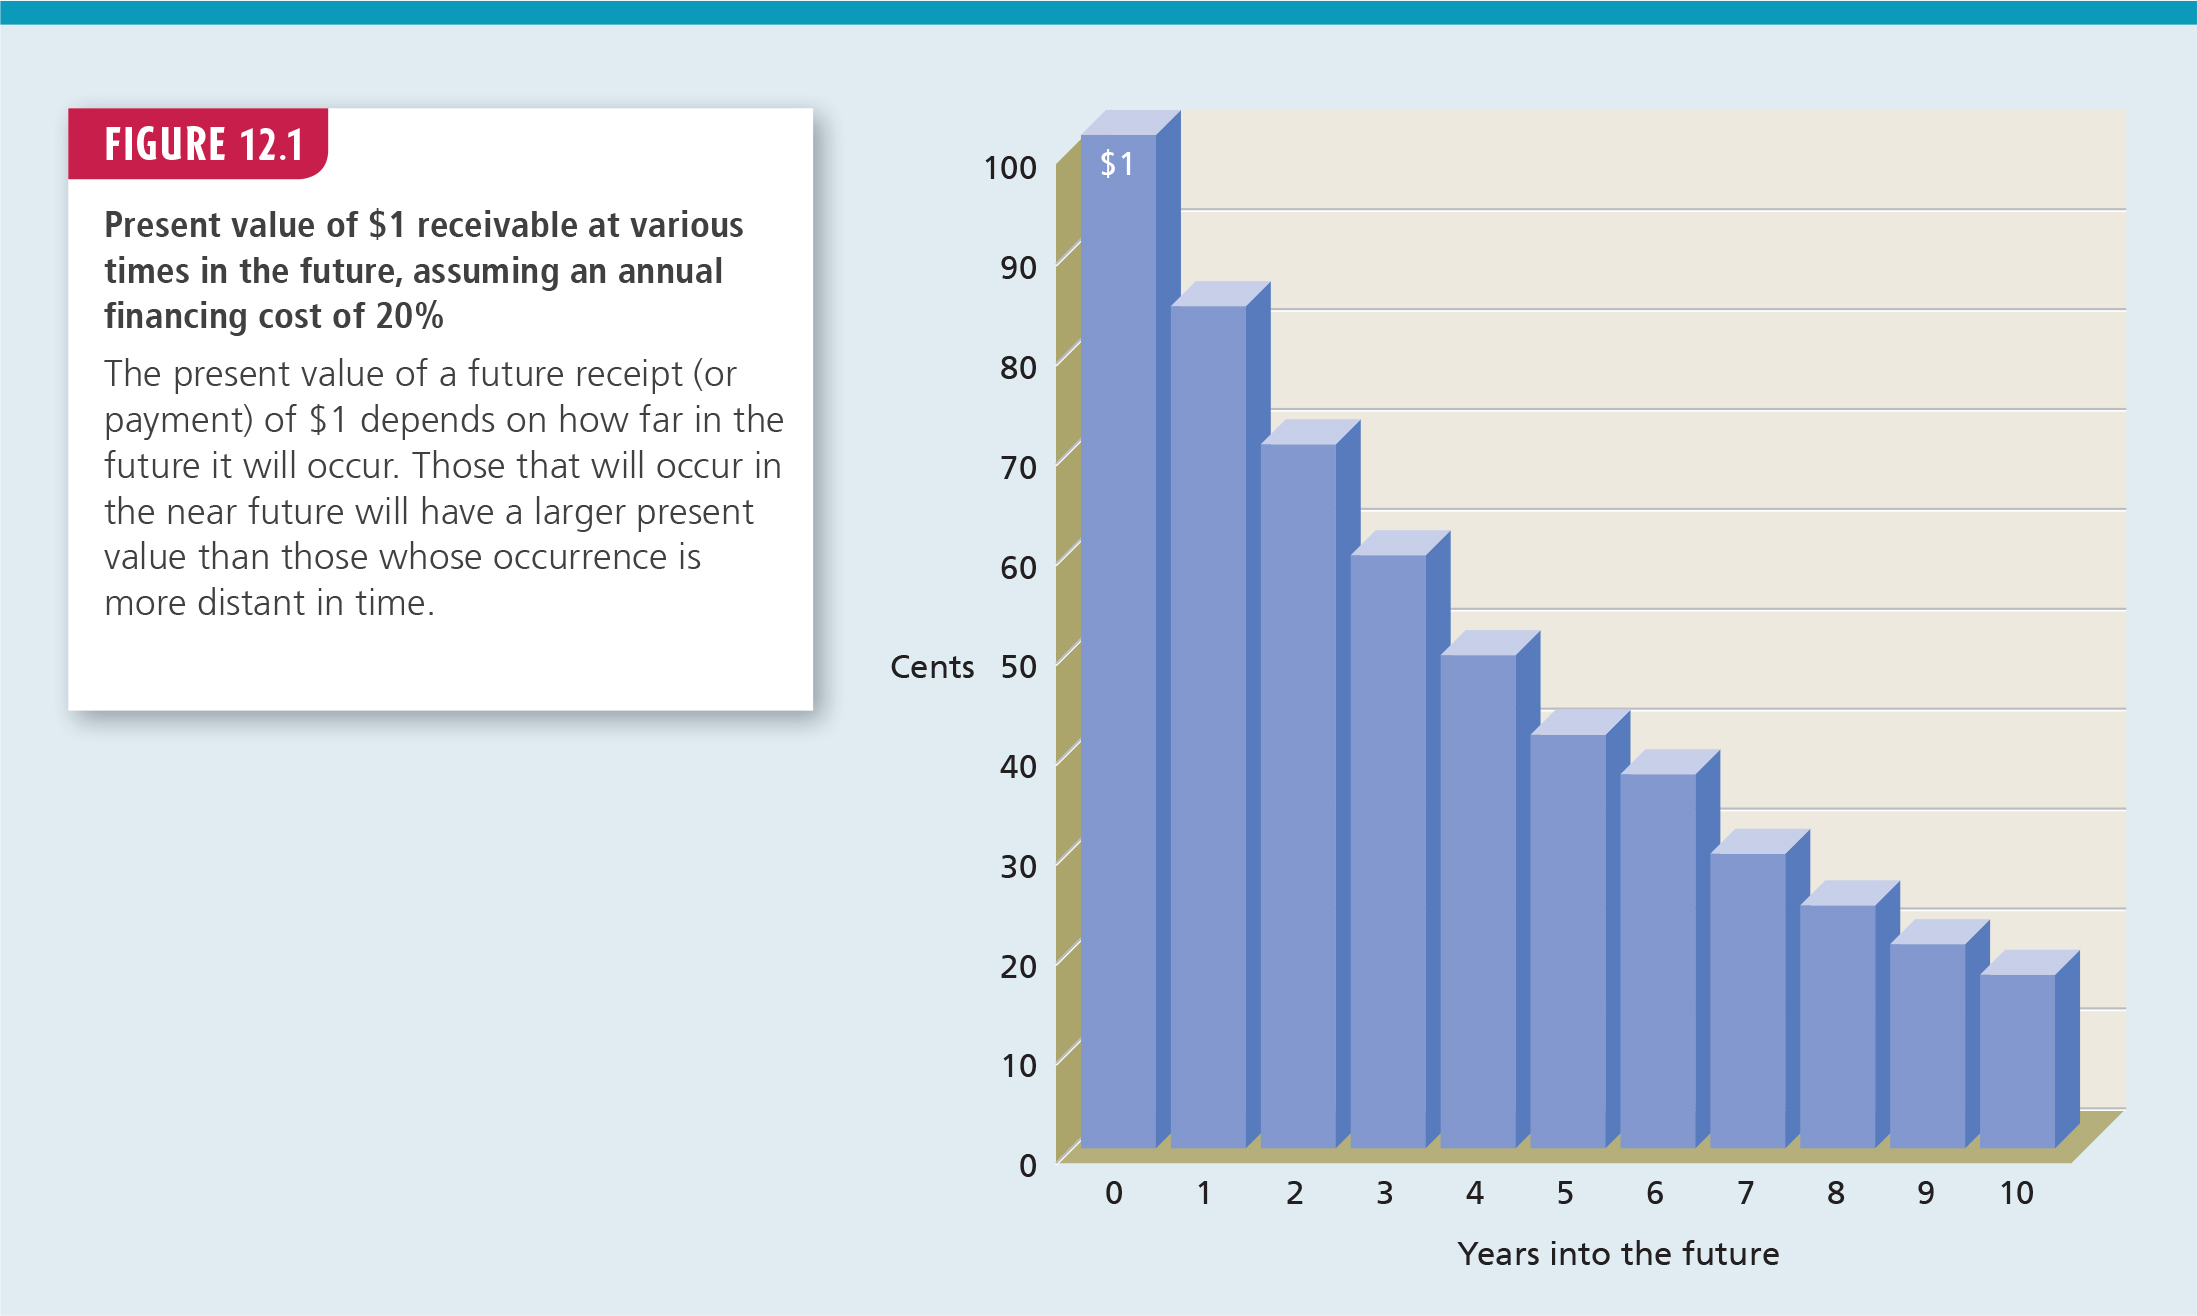 FIGURE 12.1
Present value of $1 receivable at various
times in the future, assuming an annual
financing cost of 20%
The present value of a future receipt (or
payment) of $1 depends on how far in the
future it will occur. Those that will occur in
the near future will have a larger present
value than those whose occurrence is
more distant in time.
$1
100
90
80
70
60
Cents 50
40
30
20
10
0
0 1 2 3 4 5 6 7 8 9 10
Years into the future